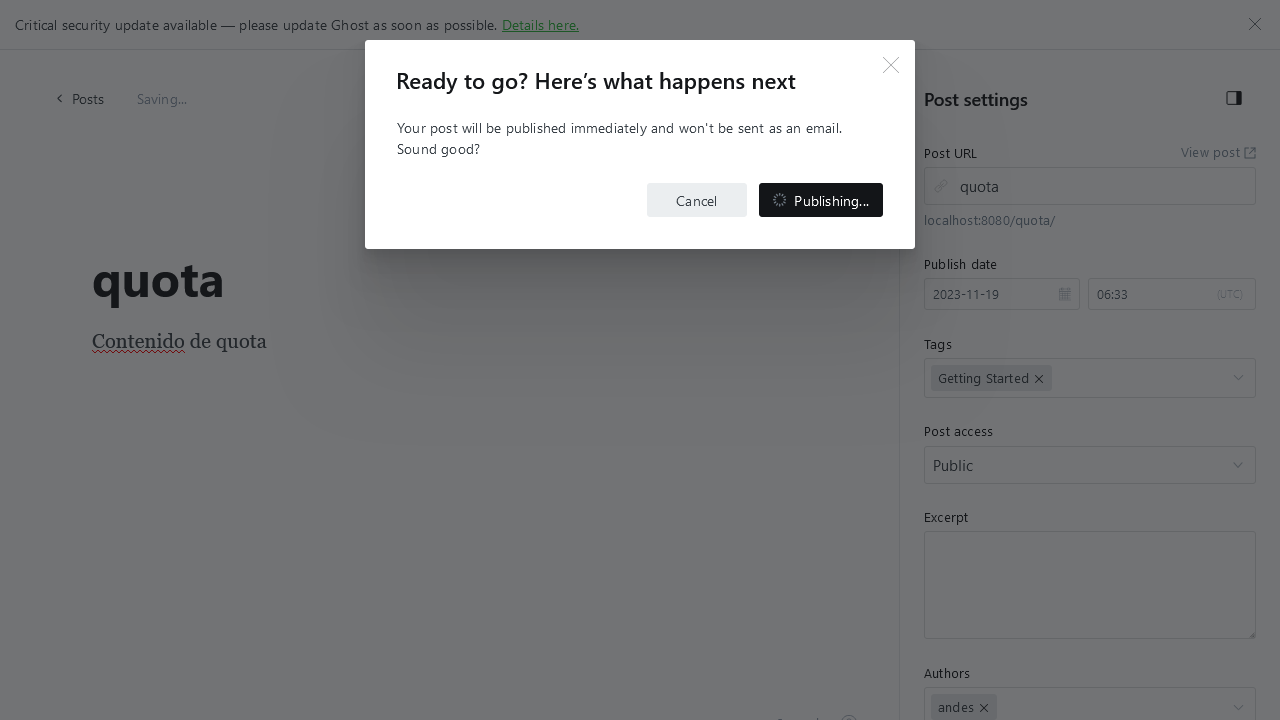 Critical security update available — please update Ghost as soon as possible. Details here.
Ready to go? Here’s what happens next
Your post will be published immediately and won't be sent as an email.
Sound good?
Cancel
Publishing...
Posts
Saving...
quota
Contenido de quota
Post settings
Post URL
View post
quota
localhost:8080/quota/
Publish date
2023-11-19
06:33
(UTC)
Tags
Getting Started
Post access
Public
Excerpt
Authors
andes